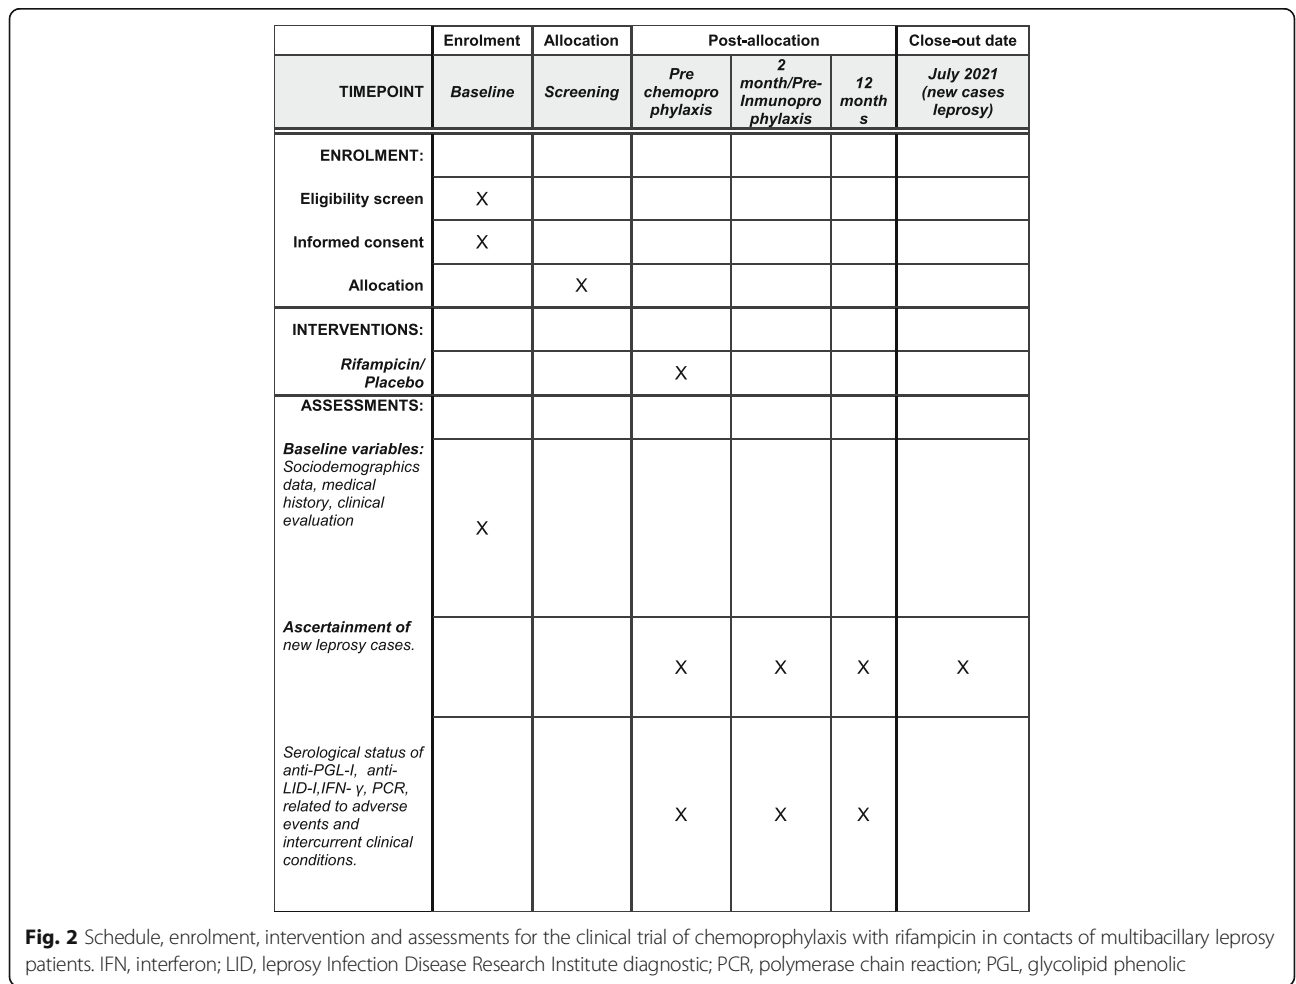 Enrolment Allocation Post-allocation Close-out date
TIMEPOINT Baseline Screening Pre chemopro phylaxis 2 month/Pre-Inmunopro phylaxis 12 month s July 2021 (new cases leprosy)
ENROLMENT:
Eligibility screen X
Informed consent X
Allocation X
INTERVENTIONS:
Rifampicin/
Placebo X
ASSESSMENTS:
Baseline variables:
Sociodemographics
data, medical
history, clinical
evaluation
X
Ascertainment of
new leprosy cases.
X X X X
Serological status of
anti-PGL-I, anti-
LID-I,IFN- γ, PCR,
related to adverse
events and
intercurrent clinical
conditions.
X X X
Fig. 2 Schedule, enrolment, intervention and assessments for the clinical trial of chemoprophylaxis with rifampicin in contacts of multibacillary leprosy
patients. IFN, interferon; LID, leprosy Infection Disease Research Institute diagnostic; PCR, polymerase chain reaction; PGL, glycolipid phenolic